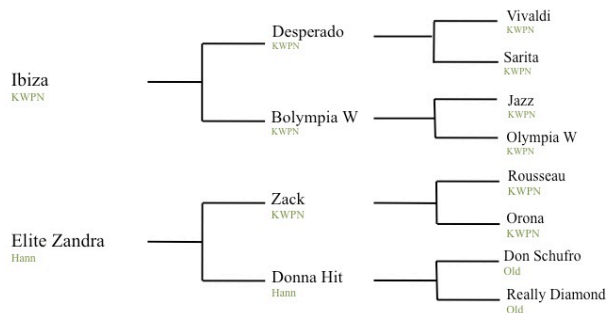 Ibiza
KWPN
Desperado
KWPN
Vivaldi
KWPN
Sarita
KWPN
Bolympia W
KWPN
Jazz
KWPN
Olympia W
KWPN
Elite Zandra
Hann
Zack
KWPN
Rousseau
KWPN
Orona
KWPN
Donna Hit
Hann
Don Schufro
Old
Really Diamond
Old